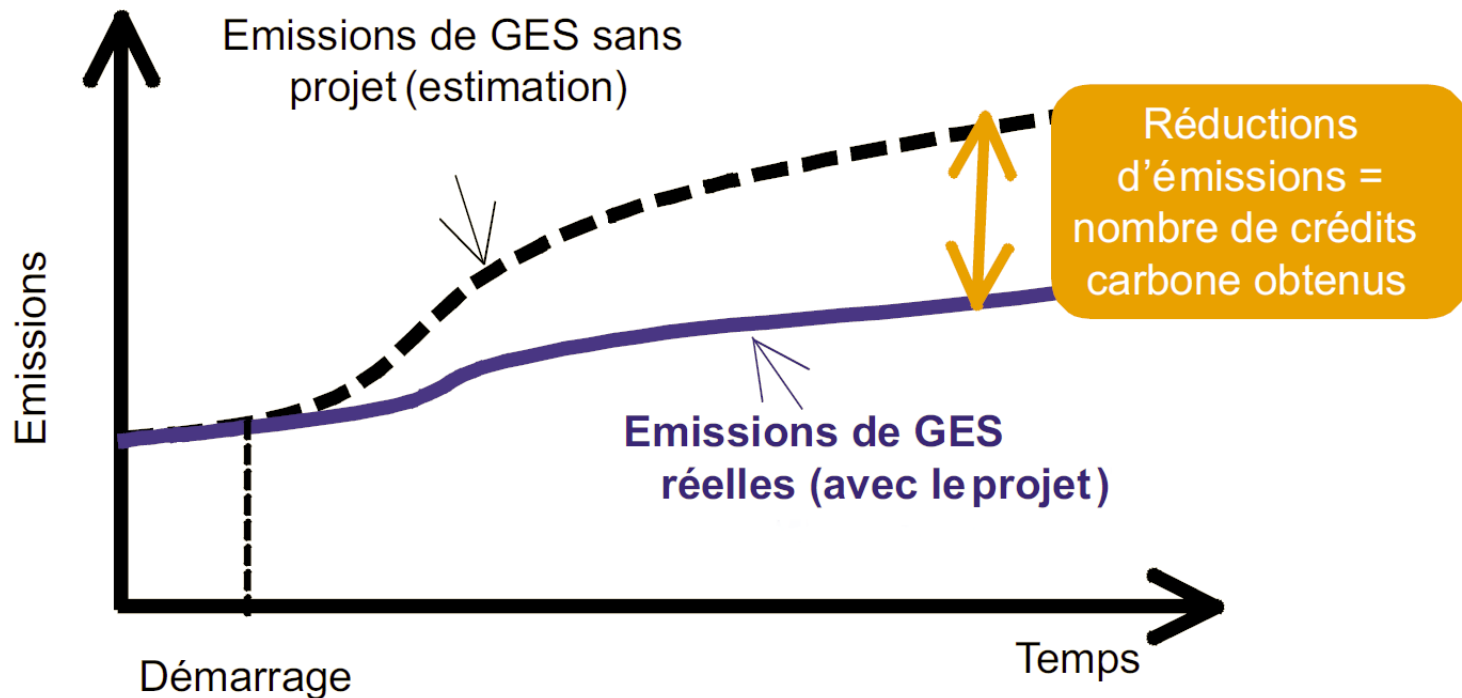 Emissions de GES sans
projet (estimation)
Réductions
d’émissions =
nombre de crédits
carbone obtenus
Emissions
Emissions de GES
réelles (avec le projet)
Temps
Démarrage